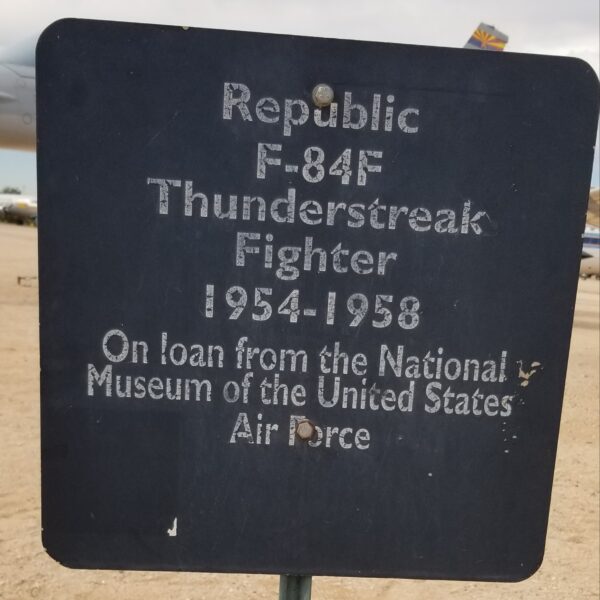 Republic
F-84F
Thunderstreak
Fighter
1954-1958
On loan from the National
Museum of the United States
Air Force